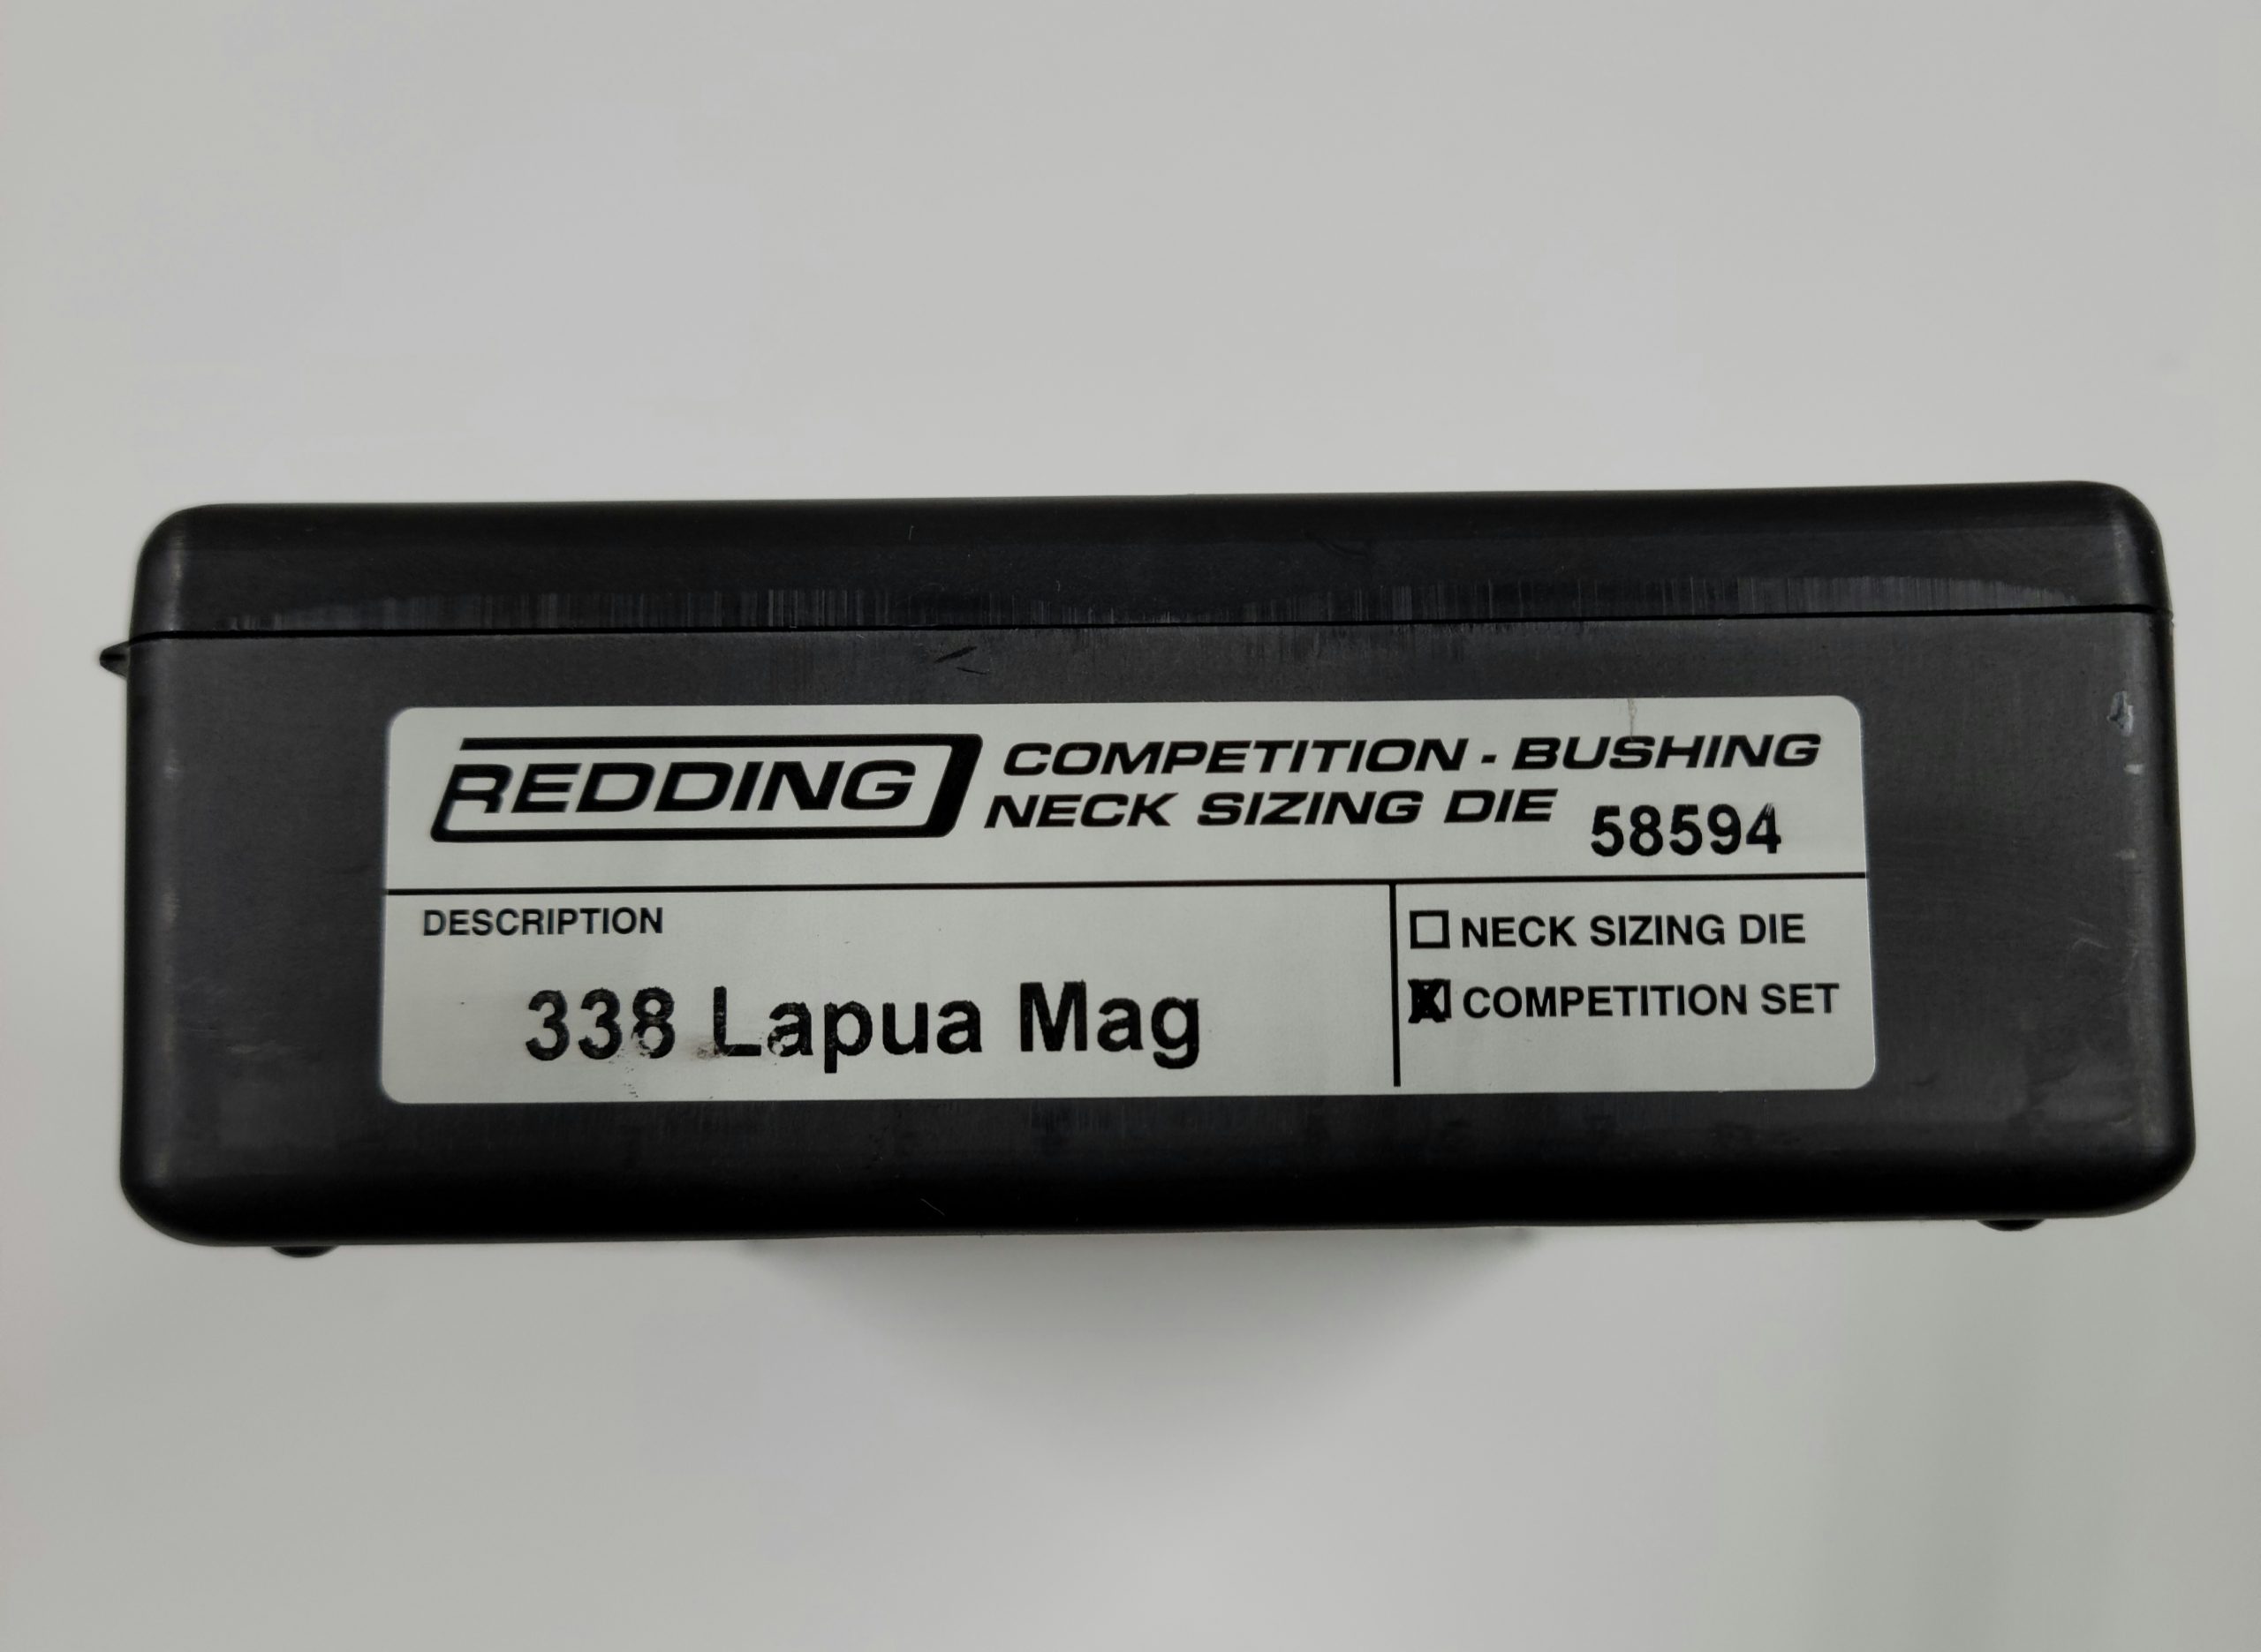 REDDING
COMPETITION - BUSHING
NECK SIZING DIE 58594
DESCRIPTION
338 Lapua Mag
NECK SIZING DIE
COMPETITION SET